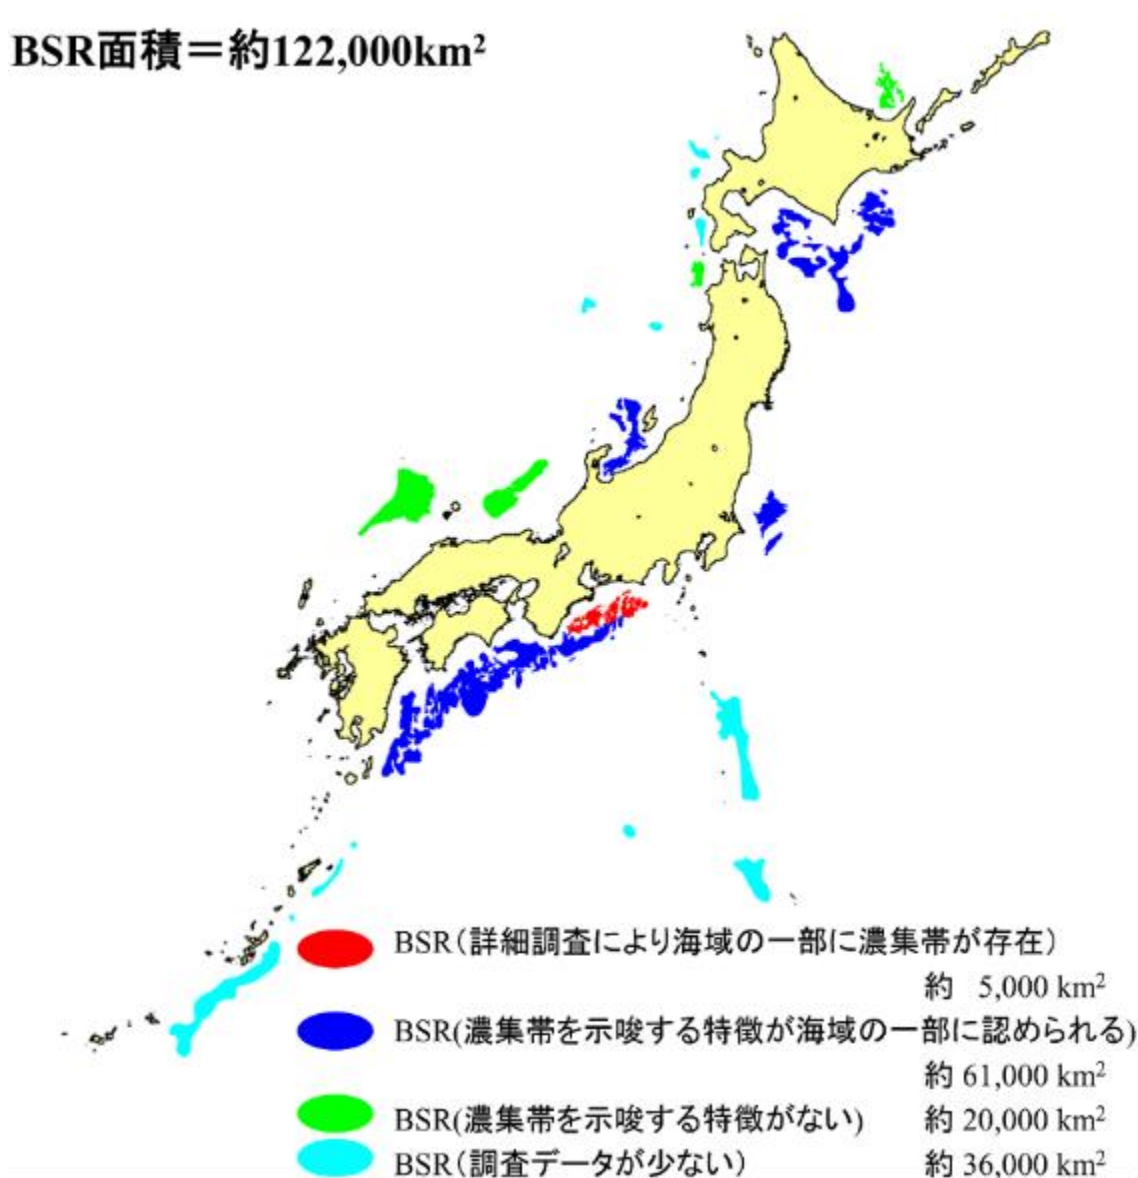 BSR面積＝約122,000km²
BSR（詳細調査により海域の一部に濃集帯が存在）
約 5,000 km²
BSR(濃集帯を示唆する特徴が海域の一部に認められる)
約 61,000 km²
BSR(濃集帯を示唆する特徴がない) 約 20,000 km²
BSR（調査データが少ない） 約 36,000 km²